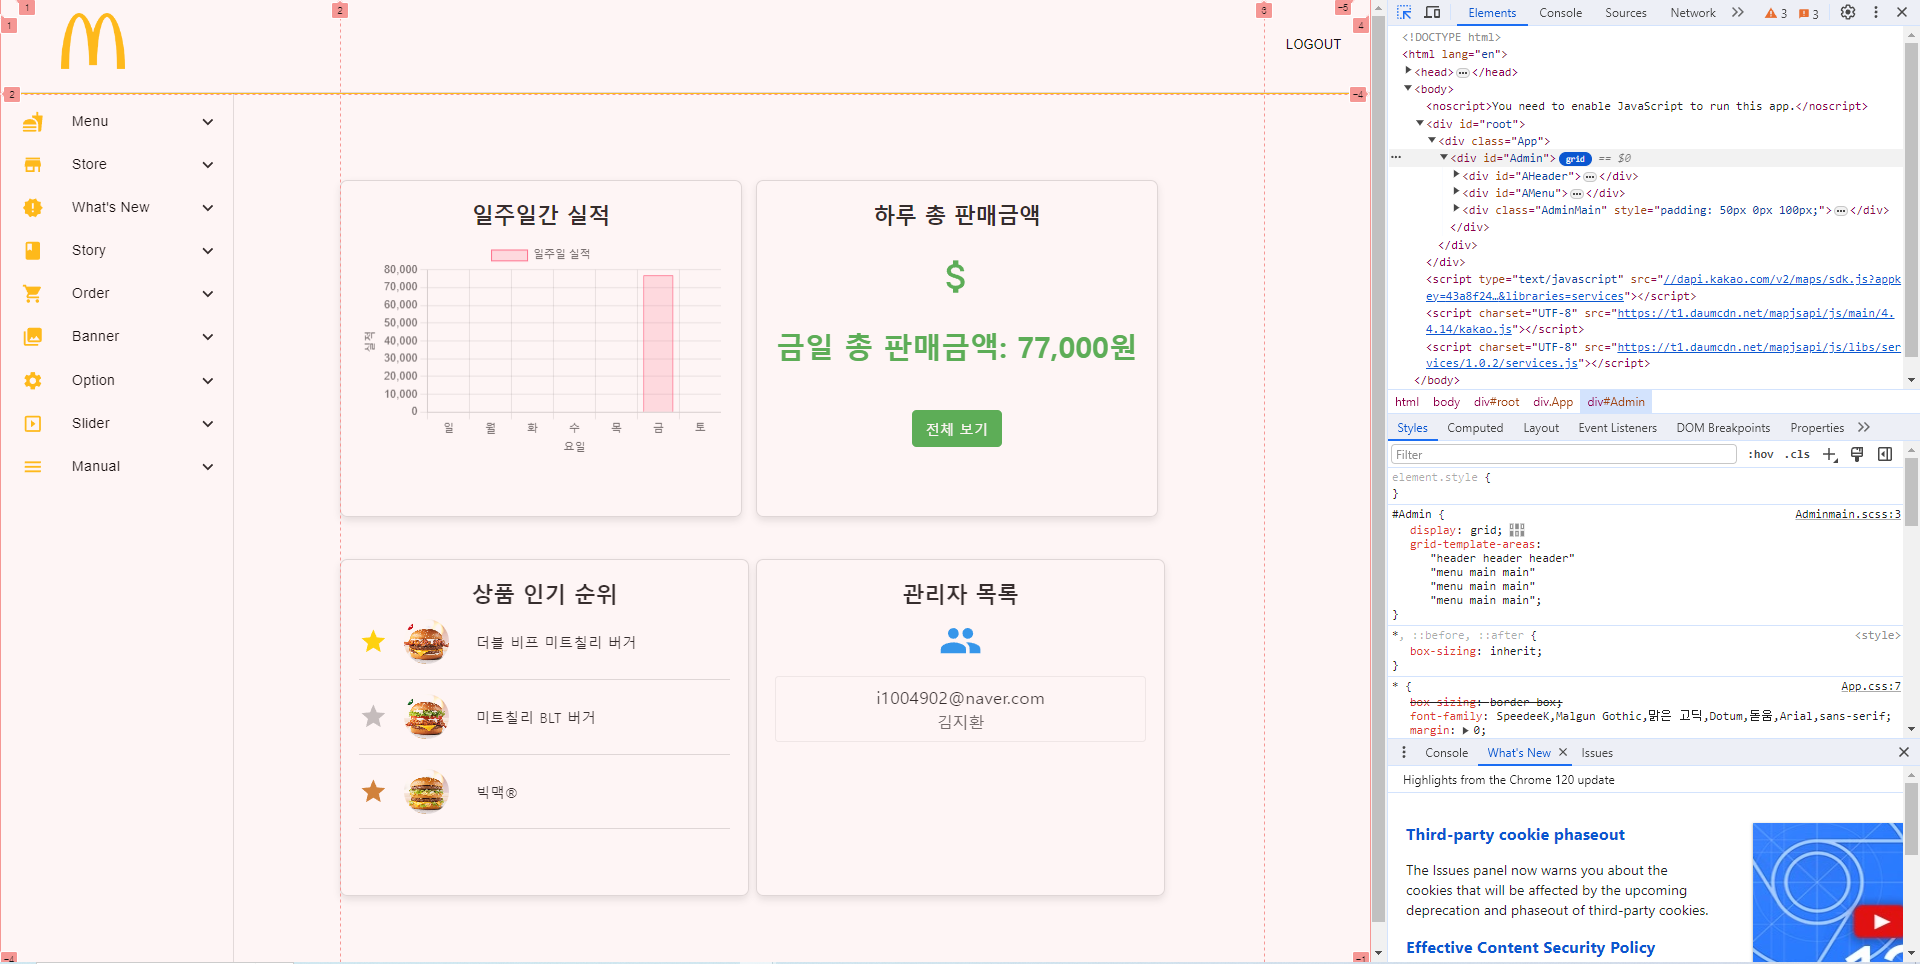 1
1
2
3
-5
4
LOGOUT
2
-4
Menu
Store
What's New
Story
Order
Banner
Option
Slider
Manual
일주일간 실적
일주일 실적
80,000
70,000
60,000
50,000
40,000
30,000
20,000
10,000
0
실적
일 월 화 수 목 금 토
요일
하루 총 판매금액
$
금일 총 판매금액: 77,000원
전체 보기
상품 인기 순위
더블 비프 미트칠리 버거
미트칠리 BLT 버거
빅맥®
관리자 목록
i1004902@naver.com
김지환
-4
-1
Elements Console Sources Network 3 3
<!DOCTYPE html>
<html lang="en">
<head> … </head>
<body>
<noscript>You need to enable JavaScript to run this app.</noscript>
<div id="root">
<div class="App">
<div id="Admin"> grid == $0
<div id="AHeader"> … </div>
<div id="AMenu"> … </div>
<div class="AdminMain" style="padding: 50px 0px 100px;"> … </div>
</div>
</div>
</div>
<script type="text/javascript" src="//dapi.kakao.com/v2/maps/sdk.js?appk
ey=43a8f24…&libraries=services"></script>
<script charset="UTF-8" src="https://t1.daumcdn.net/mapjsapi/js/main/4.
4.14/kakao.js"></script>
<script charset="UTF-8" src="https://t1.daumcdn.net/mapjsapi/js/libs/ser
vices/1.0.2/services.js"></script>
</body>
html body div#root div.App div#Admin
Styles Computed Layout Event Listeners DOM Breakpoints Properties
Filter :hov .cls
element.style {
}
#Admin { Adminmain.scss:3
display: grid;
grid-template-areas:
"header header header"
"menu main main"
"menu main main"
"menu main main";
}
*, ::before, ::after { <style>
box-sizing: inherit;
}
* { App.css:7
box-sizing: border-box;
font-family: SpeedeeK,Malgun Gothic,맑은 고딕,Dotum,돋움,Arial,sans-serif;
margin: 0;
Console What's New Issues
Highlights from the Chrome 120 update
Third-party cookie phaseout
The Issues panel now warns you about the
cookies that will be affected by the upcoming
deprecation and phaseout of third-party cookies.
Effective Content Security Policy